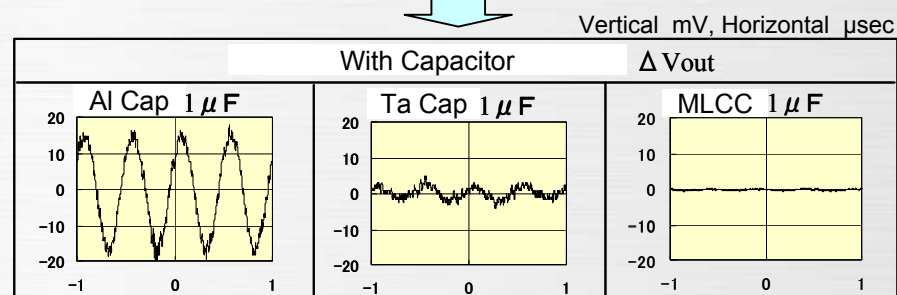 Vertical mV, Horizontal μsec
With Capacitor ΔVout
Al Cap 1μF
20
10
0
-10
-20
-1 0 1
Ta Cap 1μF
20
10
0
-10
-20
-1 0 1
MLCC 1μF
20
10
0
-10
-20
-1 0 1